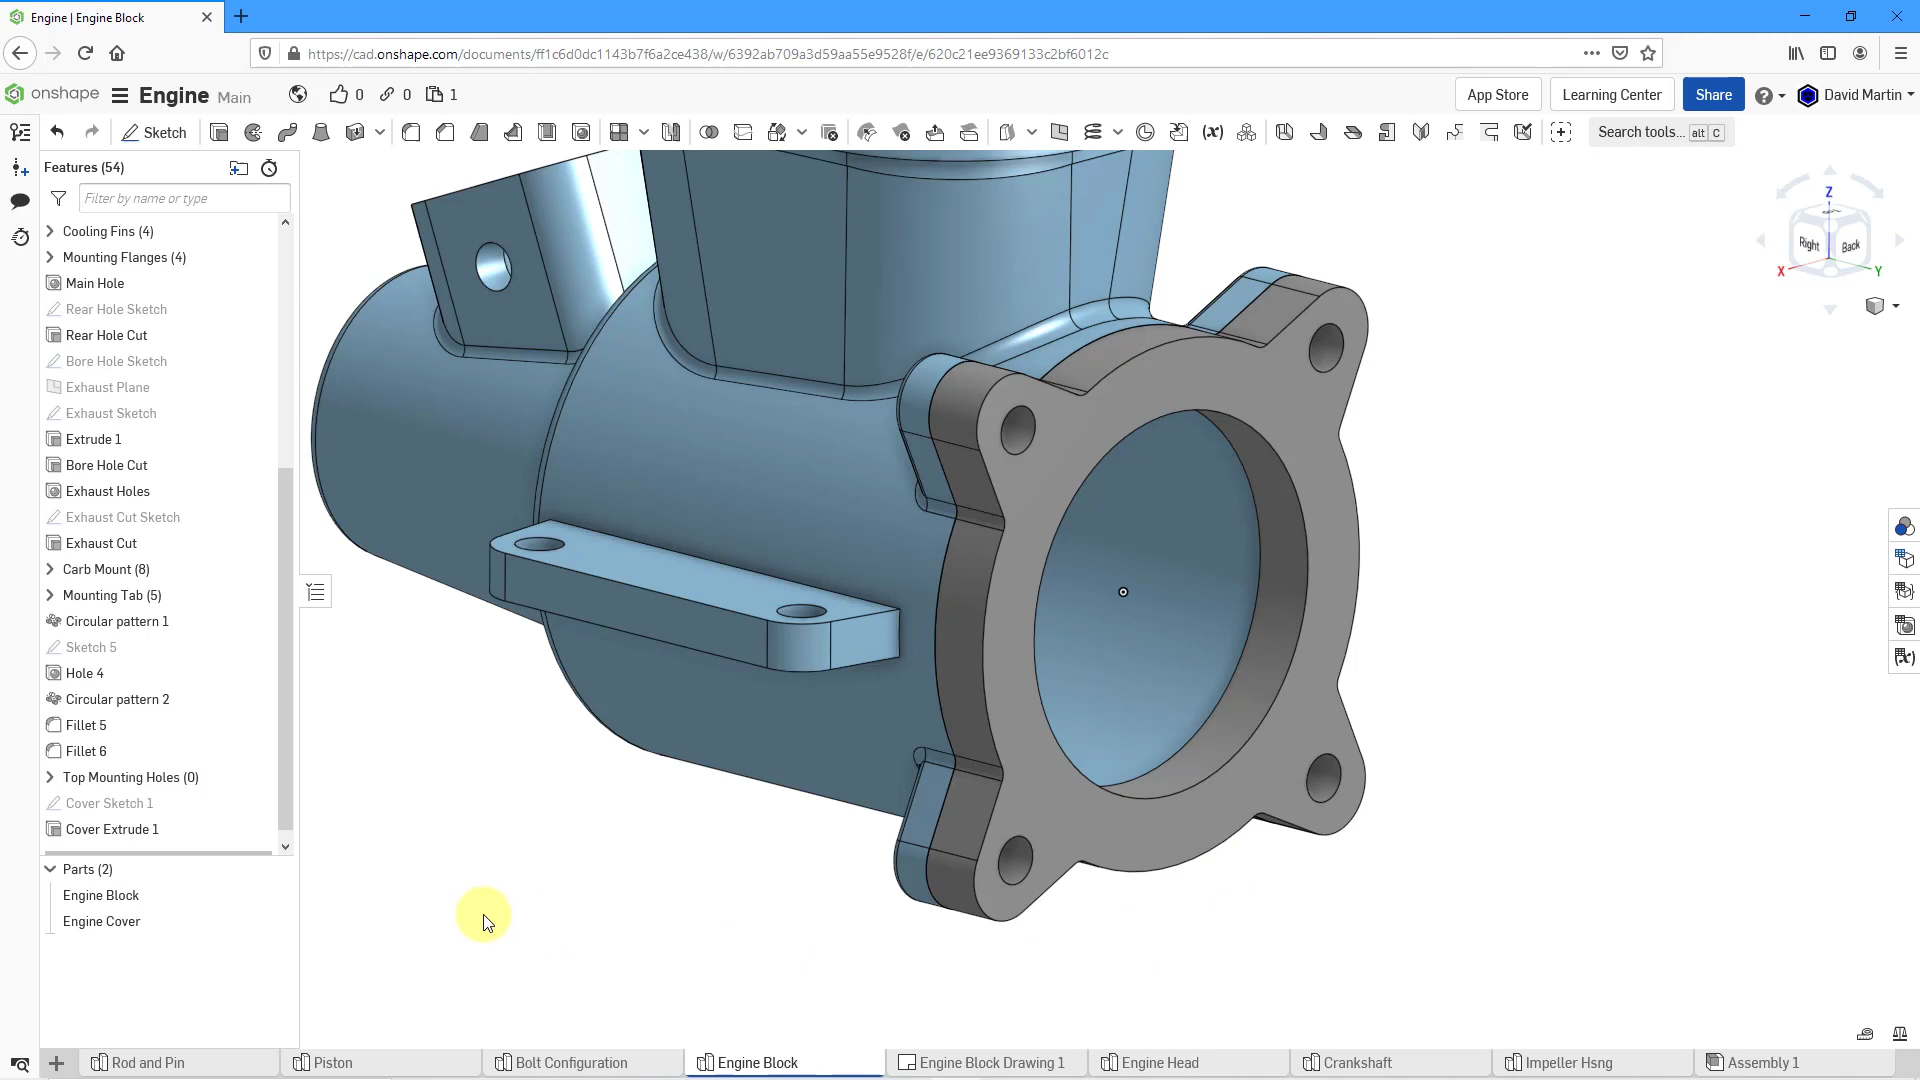 Engine | Engine Block
https://cad.onshape.com/documents/ff1c6d0dc1143b7f6a2ce438/w/6392ab709a3d59aa55e9528f/e/620c21ee9369133c2bf6012c
onshape
Engine Main
0
0
1
App Store
Learning Center
Share
David Martin
Sketch
Search tools... alt C
Features (54)
Filter by name or type
Cooling Fins (4)
Mounting Flanges (4)
Main Hole
Rear Hole Sketch
Rear Hole Cut
Bore Hole Sketch
Exhaust Plane
Exhaust Sketch
Extrude 1
Bore Hole Cut
Exhaust Holes
Exhaust Cut Sketch
Exhaust Cut
Carb Mount (8)
Mounting Tab (5)
Circular pattern 1
Sketch 5
Hole 4
Circular pattern 2
Fillet 5
Fillet 6
Top Mounting Holes (0)
Cover Sketch 1
Cover Extrude 1
Parts (2)
Engine Block
Engine Cover
Z
Right
Back
X
Y
Rod and Pin
Piston
Bolt Configuration
Engine Block
Engine Block Drawing 1
Engine Head
Crankshaft
Impeller Hsng
Assembly 1